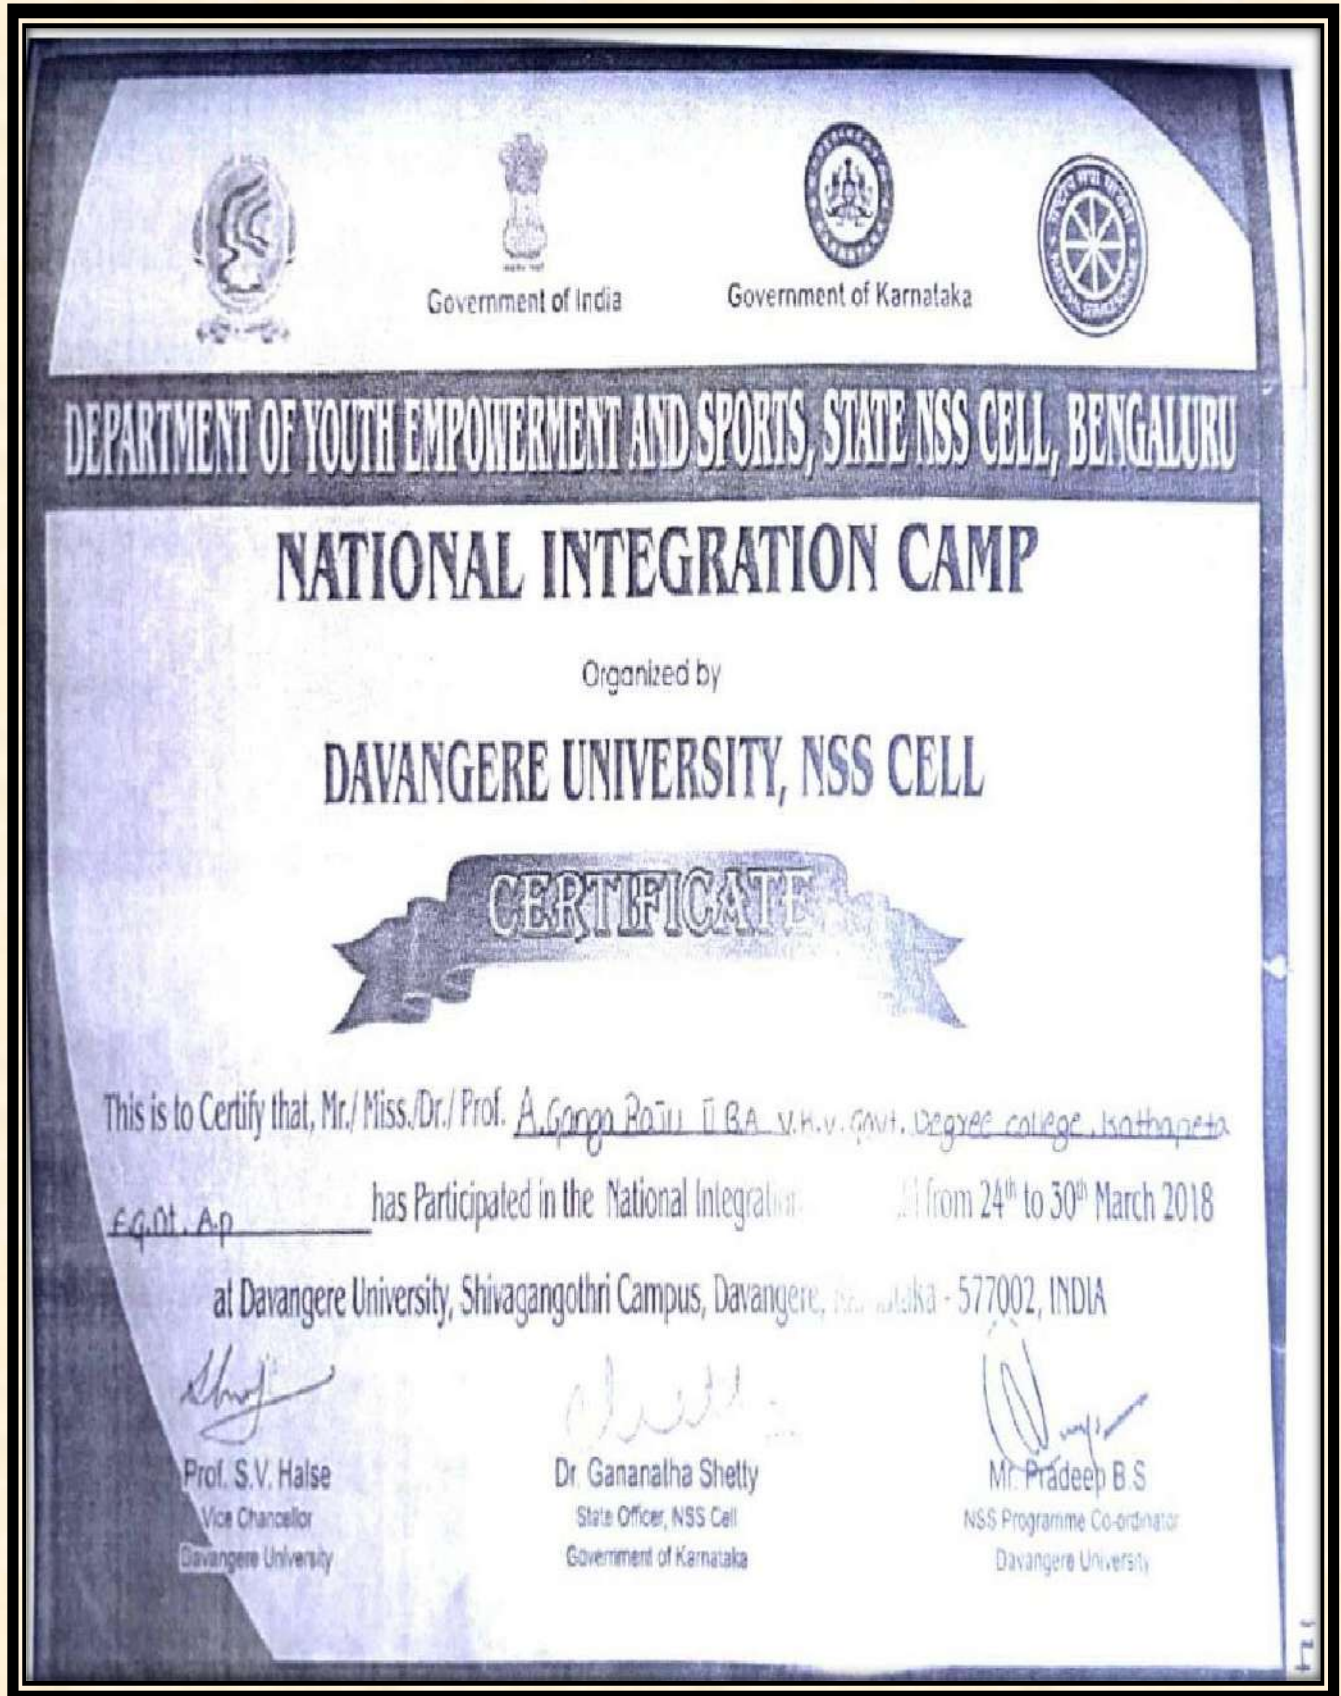 Government of India
Government of Karnataka
DEPARTMENT OF YOUTH EMPOWERMENT AND SPORTS, STATE NSS CELL, BENGALURU
NATIONAL INTEGRATION CAMP
Organized by
DAVANGERE UNIVERSITY, NSS CELL
CERTIFICATE
This is to Certify that, Mr./ Miss./Dr./ Prof. A. Ganga Raju II BA V.K.V. Govt. Degree college, Kothapeta
E.G.Dt. A.p has Participated in the National Integration from 24th to 30th March 2018
at Davangere University, Shivagangothri Campus, Davangere, - 577002, INDIA
Prof. S.V. Halse
Vice Chancellor
Davangere University
Dr. Gananatha Shetty
State Officer, NSS Cell
Government of Karnataka
Mr. Pradeep B.S
NSS Programme Co-ordinator
Davangere University